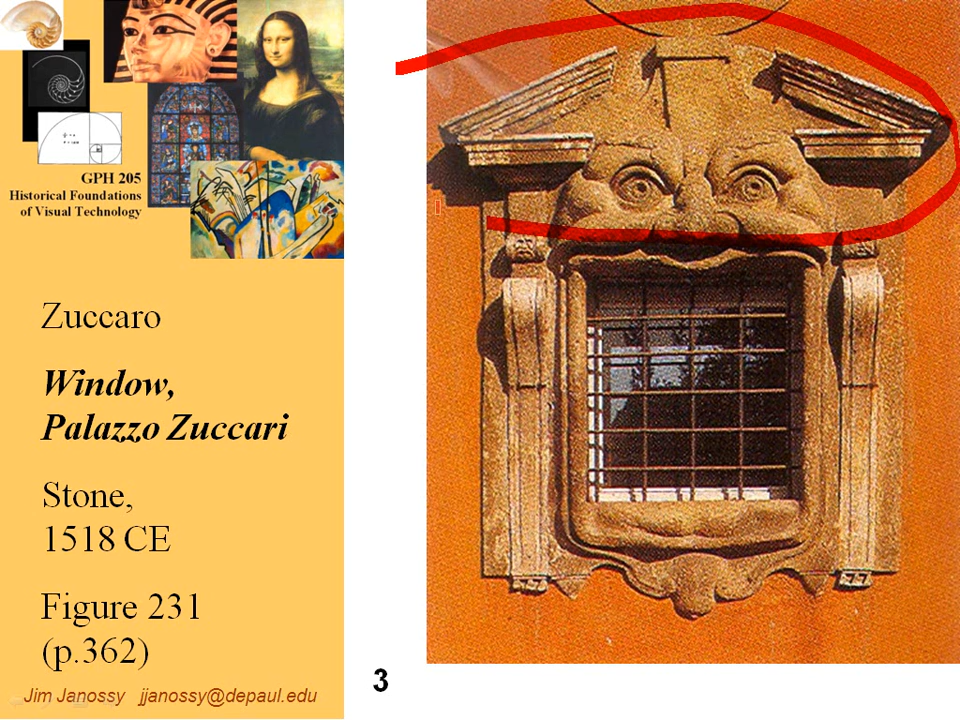 GPH 205
Historical Foundations
of Visual Technology
Zuccaro
Window,
Palazzo Zuccari
Stone,
1518 CE
Figure 231
(p.362)
Jim Janossy jjanossy@depaul.edu
3